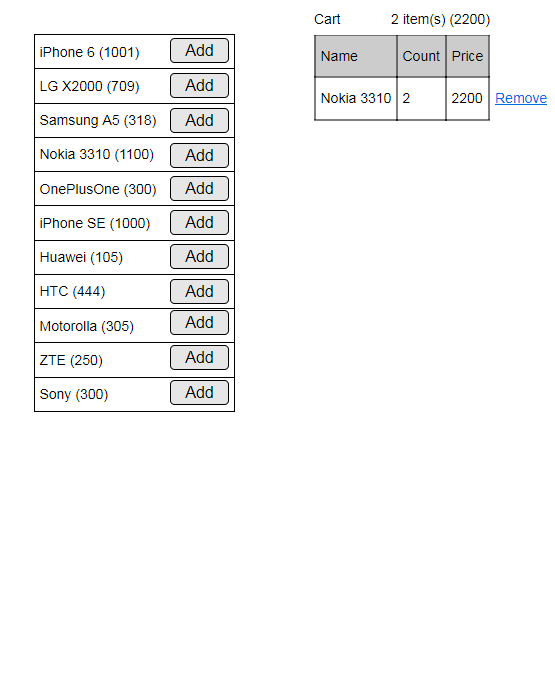 iPhone 6 (1001) Add
LG X2000 (709) Add
Samsung A5 (318) Add
Nokia 3310 (1100) Add
OnePlusOne (300) Add
iPhone SE (1000) Add
Huawei (105) Add
HTC (444) Add
Motorolla (305) Add
ZTE (250) Add
Sony (300) Add
Cart 2 item(s) (2200)
Name Count Price
Nokia 3310 2 2200 Remove